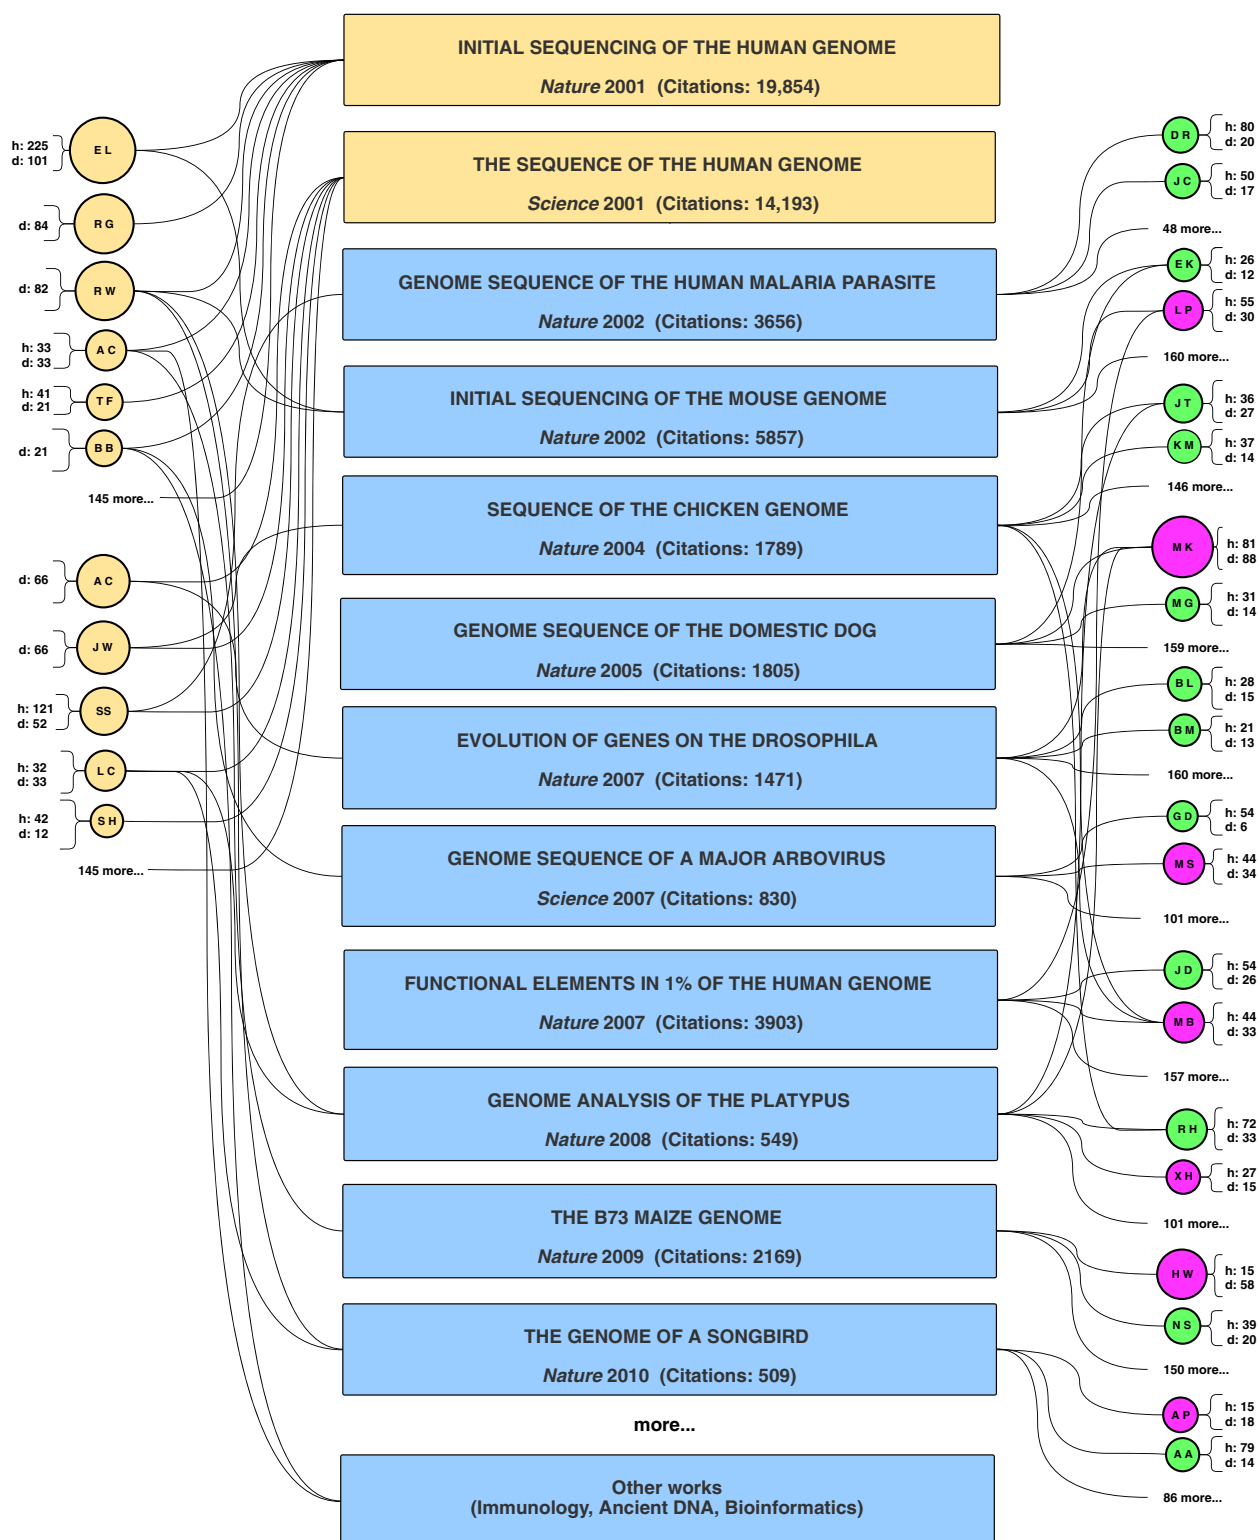 INITIAL SEQUENCING OF THE HUMAN GENOME
Nature 2001 (Citations: 19,854)
THE SEQUENCE OF THE HUMAN GENOME
Science 2001 (Citations: 14,193)
GENOME SEQUENCE OF THE HUMAN MALARIA PARASITE
Nature 2002 (Citations: 3656)
INITIAL SEQUENCING OF THE MOUSE GENOME
Nature 2002 (Citations: 5857)
SEQUENCE OF THE CHICKEN GENOME
Nature 2004 (Citations: 1789)
GENOME SEQUENCE OF THE DOMESTIC DOG
Nature 2005 (Citations: 1805)
EVOLUTION OF GENES ON THE DROSOPHILA
Nature 2007 (Citations: 1471)
GENOME SEQUENCE OF A MAJOR ARBOVIRUS
Science 2007 (Citations: 830)
FUNCTIONAL ELEMENTS IN 1% OF THE HUMAN GENOME
Nature 2007 (Citations: 3903)
GENOME ANALYSIS OF THE PLATYPUS
Nature 2008 (Citations: 549)
THE B73 MAIZE GENOME
Nature 2009 (Citations: 2169)
THE GENOME OF A SONGBIRD
Nature 2010 (Citations: 509)
more...
Other works
(Immunology, Ancient DNA, Bioinformatics)
h: 225
d: 101
E L
d: 84
R G
d: 82
R W
h: 33
d: 33
A C
h: 41
d: 21
T F
d: 21
B B
145 more...
d: 66
A C
d: 66
J W
h: 121
d: 52
SS
h: 32
d: 33
L C
h: 42
d: 12
S H
145 more...
D R
h: 80
d: 20
J C
h: 50
d: 17
48 more...
E K
h: 26
d: 12
L P
h: 55
d: 30
160 more...
J T
h: 36
d: 27
K M
h: 37
d: 14
146 more...
M K
h: 81
d: 88
M G
h: 31
d: 14
159 more...
B L
h: 28
d: 15
B M
h: 21
d: 13
160 more...
G D
h: 54
d: 6
M S
h: 44
d: 34
101 more...
J D
h: 54
d: 26
M B
h: 44
d: 33
157 more...
R H
h: 72
d: 33
X H
h: 27
d: 15
101 more...
H W
h: 15
d: 58
N S
h: 39
d: 20
150 more...
A P
h: 15
d: 18
A A
h: 79
d: 14
86 more...